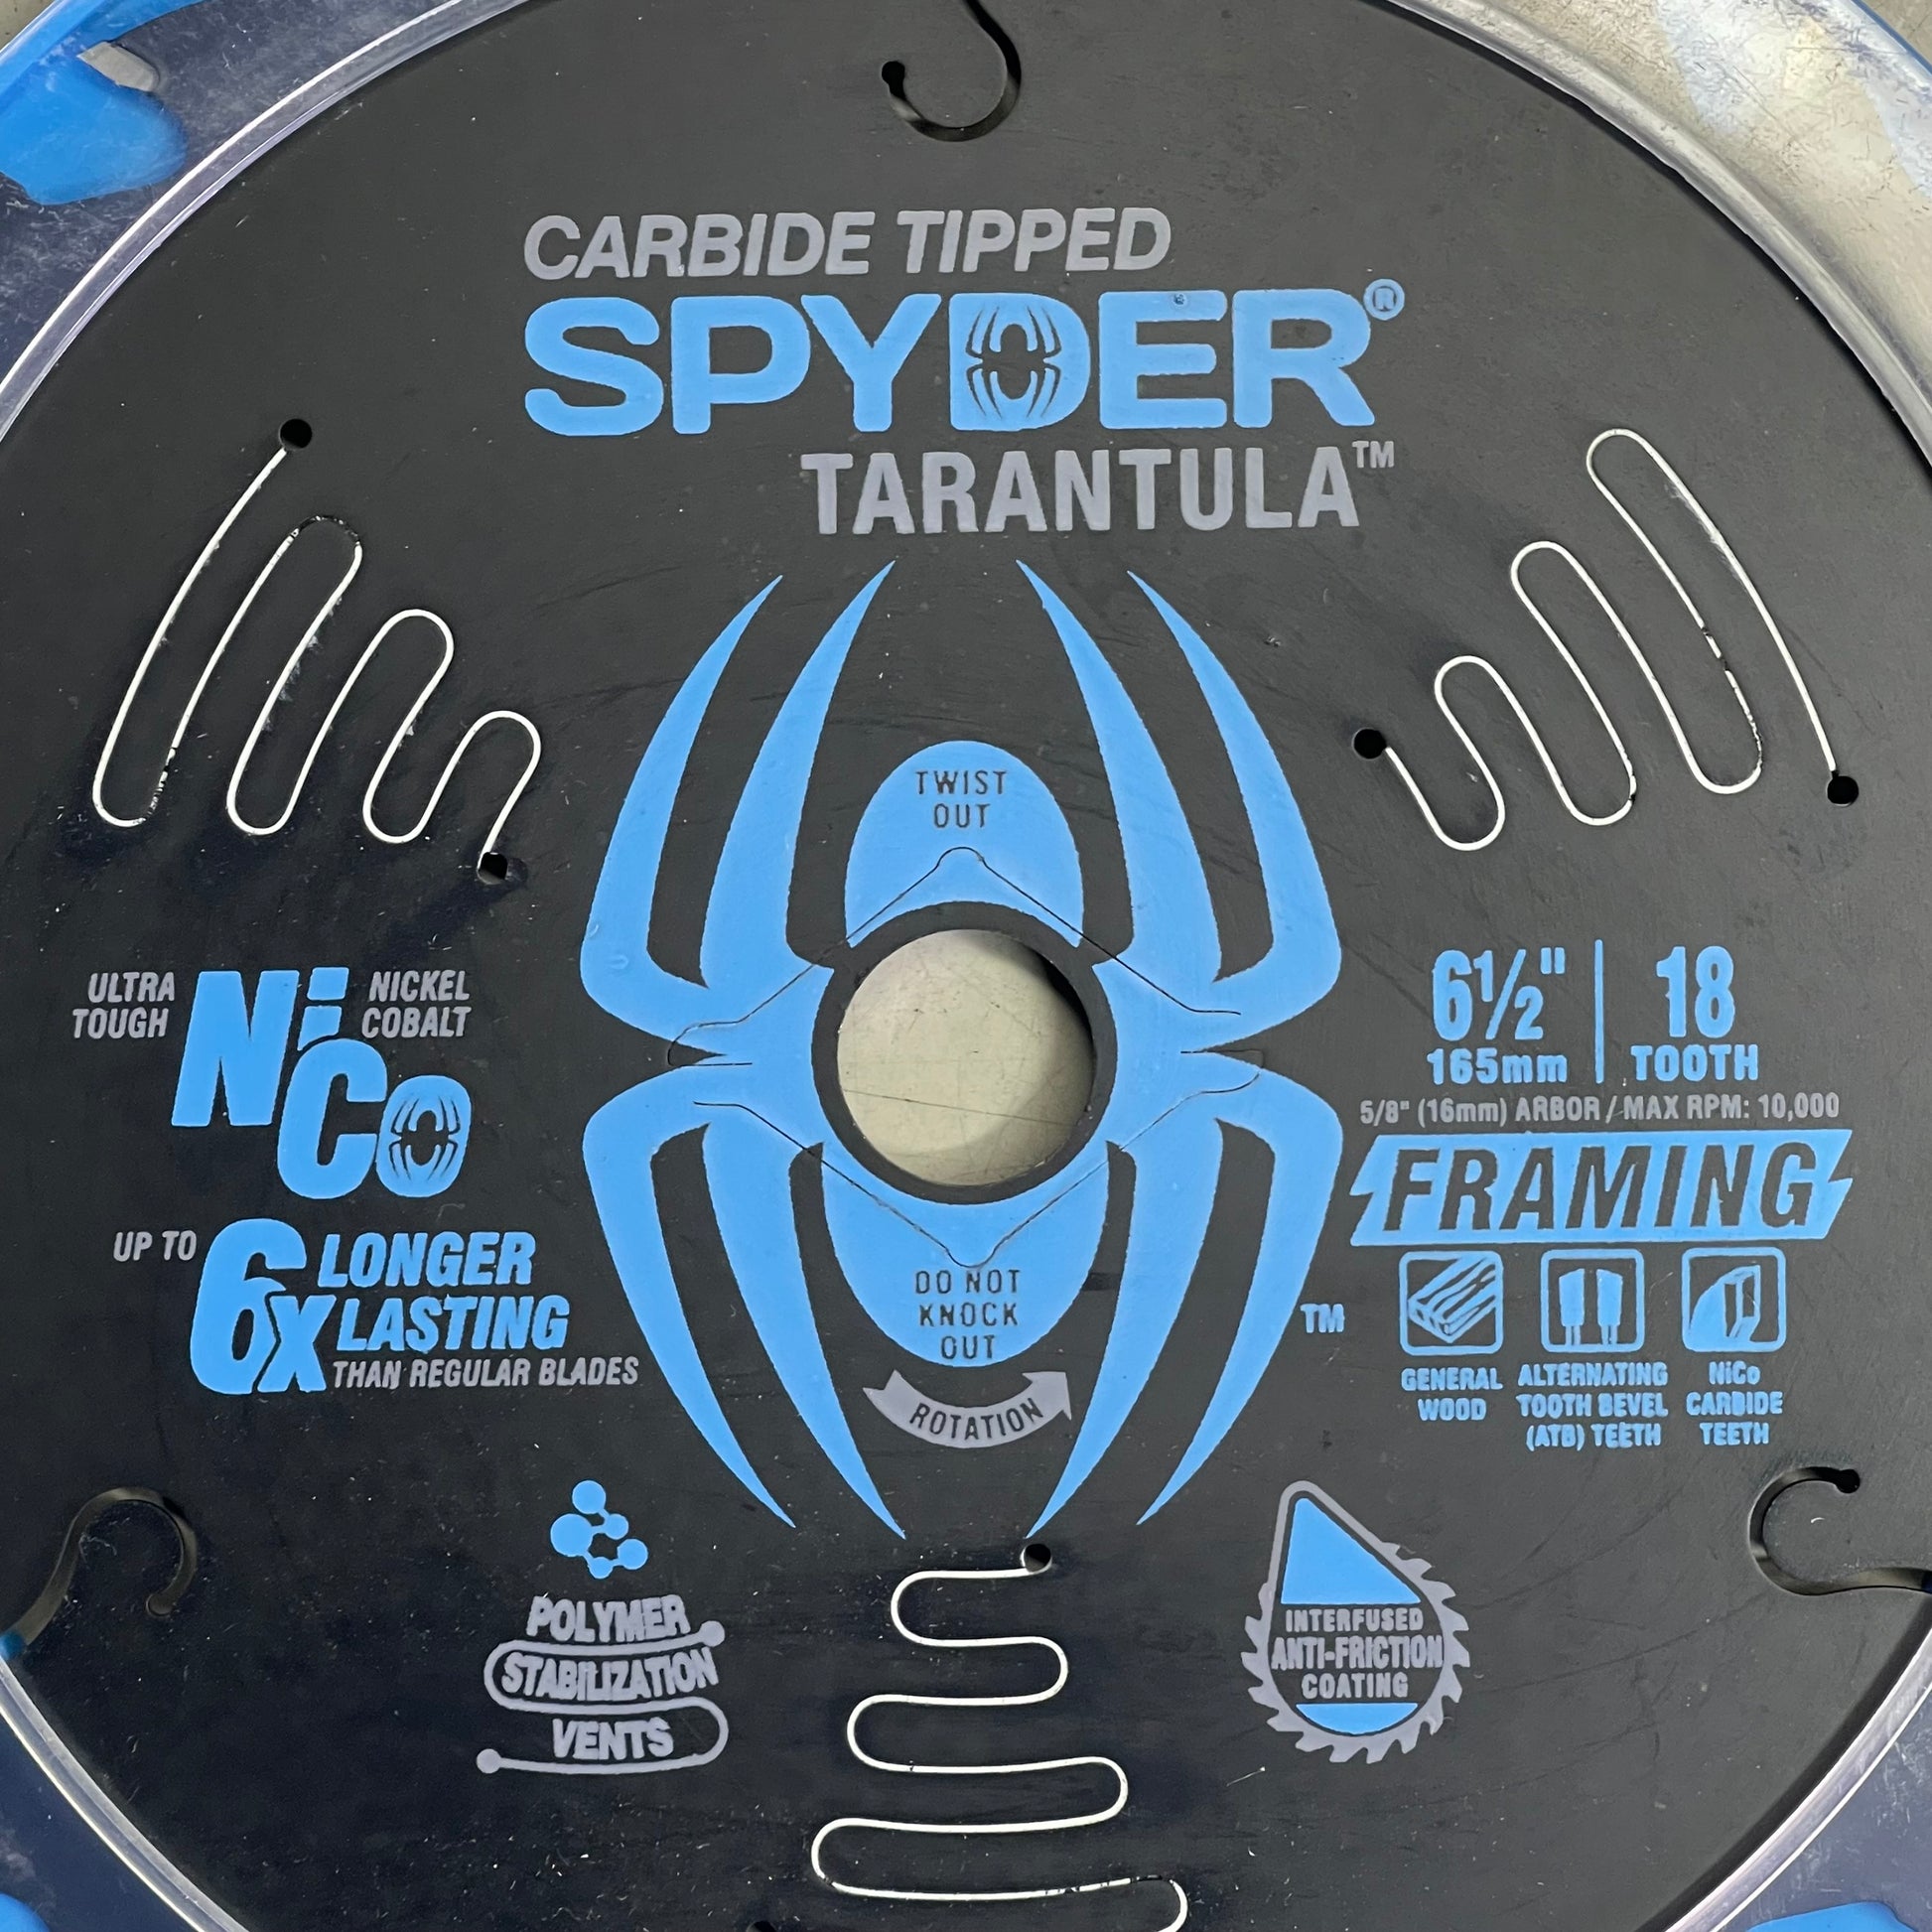 CARBIDE TIPPED
SPYDER®
TARANTULA™
TWIST
OUT
ULTRA
TOUGH
NiCo
NICKEL
COBALT
UP TO
6X
LONGER
LASTING
THAN REGULAR BLADES
6½" | 18
165mm | TOOTH
5/8" (16mm) ARBOR / MAX RPM: 10,000
FRAMING
GENERAL
WOOD
ALTERNATING
TOOTH BEVEL
(ATB) TEETH
NiCo
CARBIDE
TEETH
DO NOT
KNOCK
OUT
TM
ROTATION
POLYMER
STABILIZATION
VENTS
INTERFUSED
ANTI-FRICTION
COATING